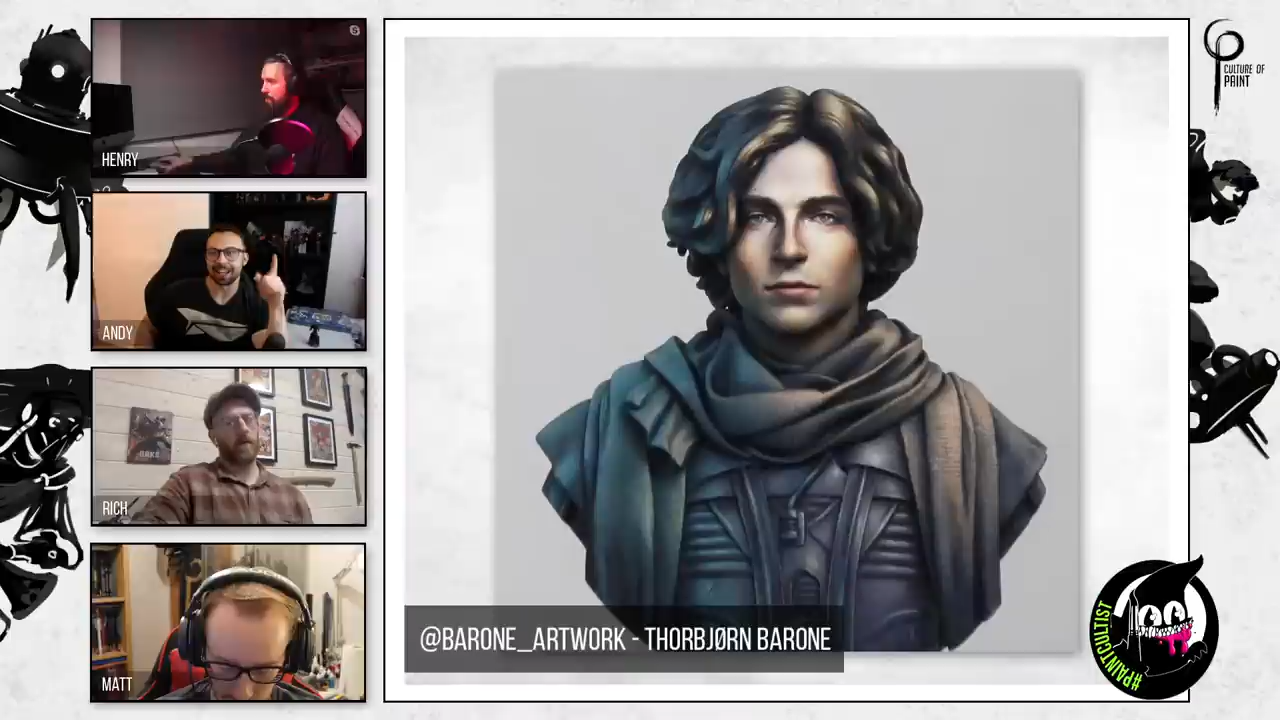 HENRY
ANDY
RICH
MATT
@BARONE_ARTWORK - THORBJØRN BARONE
CULTURE OF
PAINT
#PAINTCULTIST